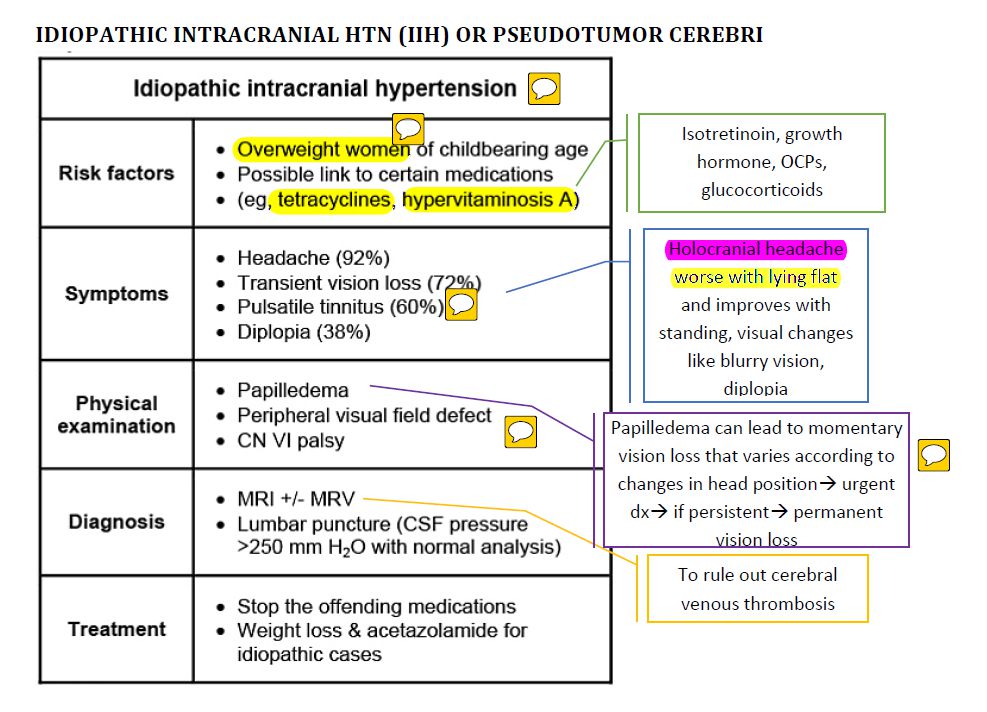 IDIOPATHIC INTRACRANIAL HTN (IIH) OR PSEUDOTUMOR CEREBRI
Idiopathic intracranial hypertension
Risk factors
• Overweight women of childbearing age
• Possible link to certain medications
• (eg, tetracyclines, hypervitaminosis A)
Isotretinoin, growth
hormone, OCPs,
glucocorticoids
Symptoms
• Headache (92%)
• Transient vision loss (72%)
• Pulsatile tinnitus (60%)
• Diplopia (38%)
Holocranial headache
worse with lying flat
and improves with
standing, visual changes
like blurry vision,
diplopia
Physical
examination
• Papilledema
• Peripheral visual field defect
• CN VI palsy
Papilledema can lead to momentary
vision loss that varies according to
changes in head position→ urgent
dx→ if persistent→ permanent
vision loss
Diagnosis
• MRI +/- MRV
• Lumbar puncture (CSF pressure
>250 mm H₂O with normal analysis)
To rule out cerebral
venous thrombosis
Treatment
• Stop the offending medications
• Weight loss & acetazolamide for
idiopathic cases